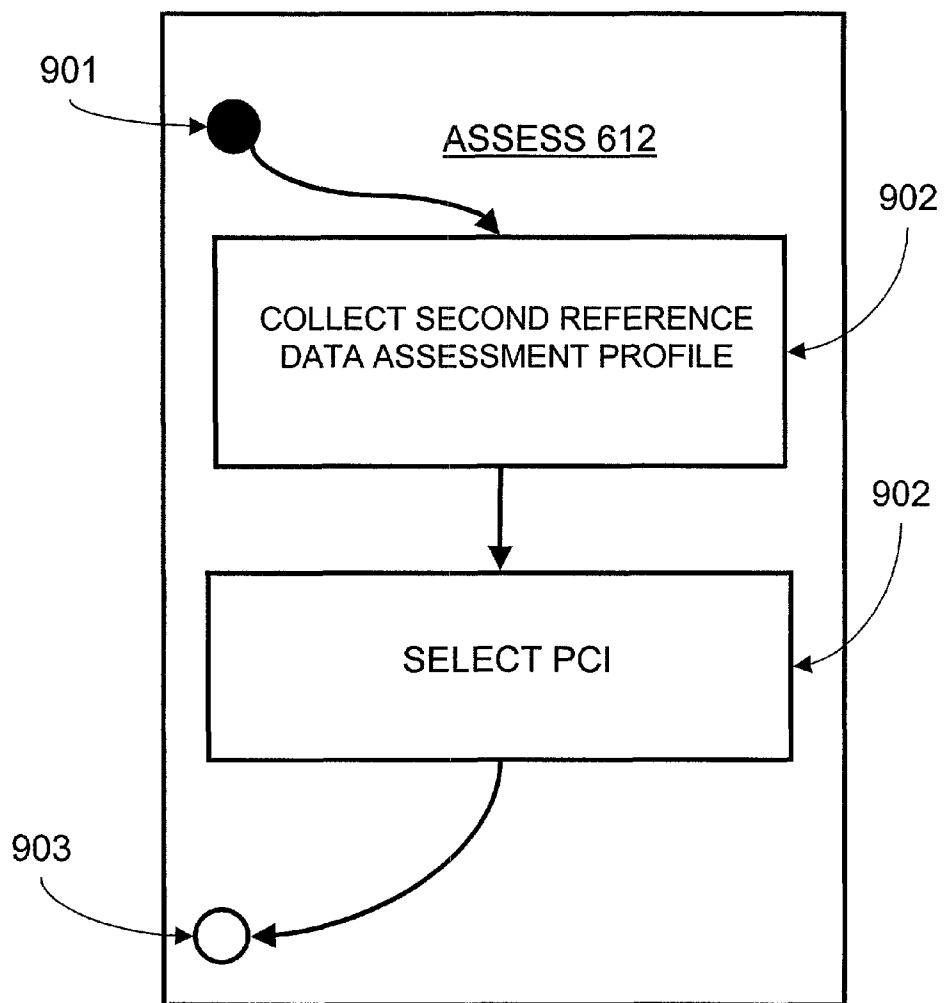 901
ASSESS 612
902
COLLECT SECOND REFERENCE
DATA ASSESSMENT PROFILE
902
SELECT PCI
903